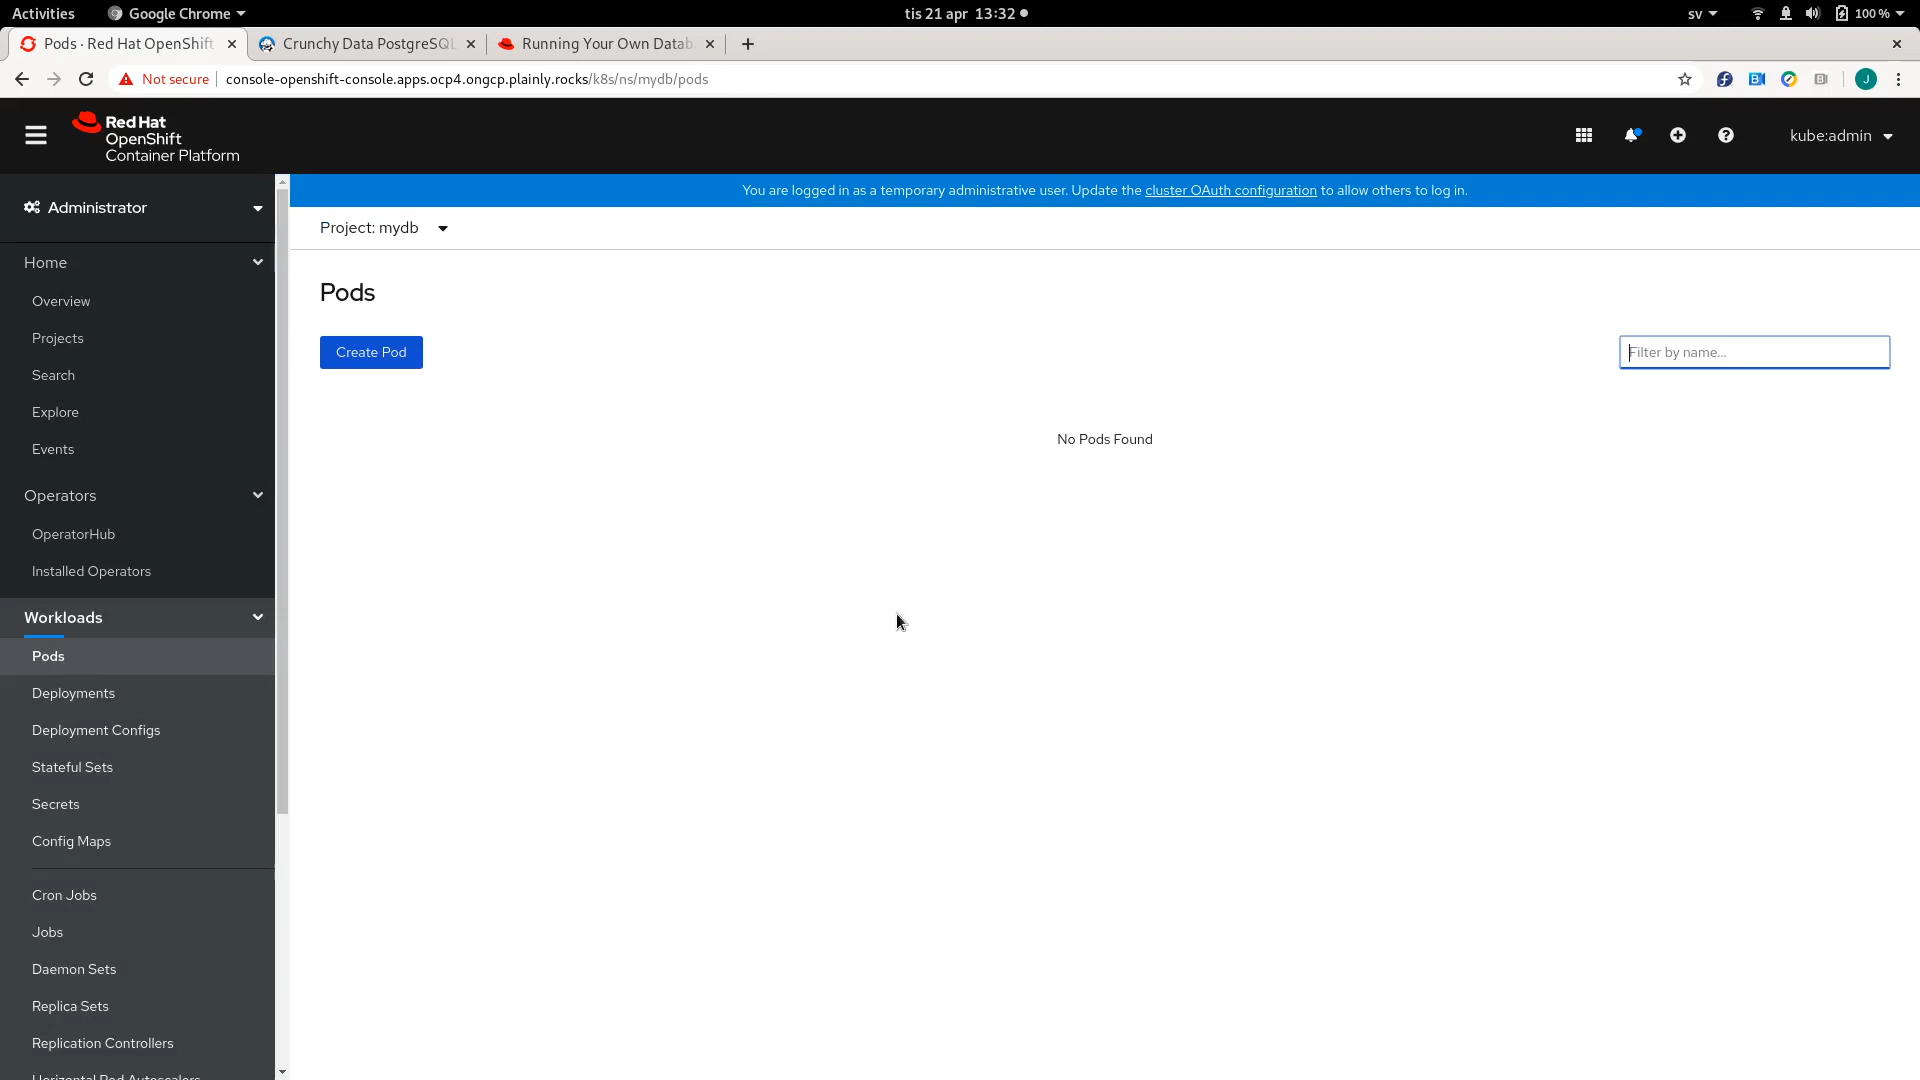 Activities
Google Chrome
tis 21 apr 13:32
sv
100 %
Pods · Red Hat OpenShift
Crunchy Data PostgreSQL
Running Your Own Datab
Not secure
console-openshift-console.apps.ocp4.ongcp.plainly.rocks/k8s/ns/mydb/pods
J
Red Hat
OpenShift
Container Platform
kube:admin
You are logged in as a temporary administrative user. Update the cluster OAuth configuration to allow others to log in.
Administrator
Project: mydb
Home
Overview
Projects
Search
Explore
Events
Operators
OperatorHub
Installed Operators
Workloads
Pods
Deployments
Deployment Configs
Stateful Sets
Secrets
Config Maps
Cron Jobs
Jobs
Daemon Sets
Replica Sets
Replication Controllers
Horizontal Pod Autoscalers
Pods
Create Pod
Filter by name...
No Pods Found